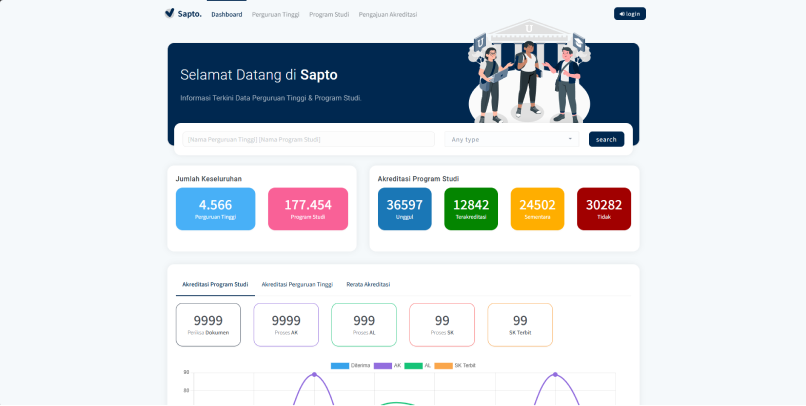 Sapto.
Dashboard
Perguruan Tinggi
Program Studi
Pengajuan Akreditasi
login
U
U
U
Selamat Datang di Sapto
Informasi Terkini Data Perguruan Tinggi & Program Studi.
[Nama Perguruan Tinggi] [Nama Program Studi]
Any type
search
Jumlah Keseluruhan
4.566
Perguruan Tinggi
177.454
Program Studi
Akreditasi Program Studi
36597
Unggul
12842
Terakreditasi
24502
Sementara
30282
Tidak
Akreditasi Program Studi
Akreditasi Perguruan Tinggi
Rerata Akreditasi
9999
Periksa Dokumen
9999
Proses AK
999
Proses AL
99
Proses SK
99
SK Terbit
Diterima
AK
AL
SK Terbit